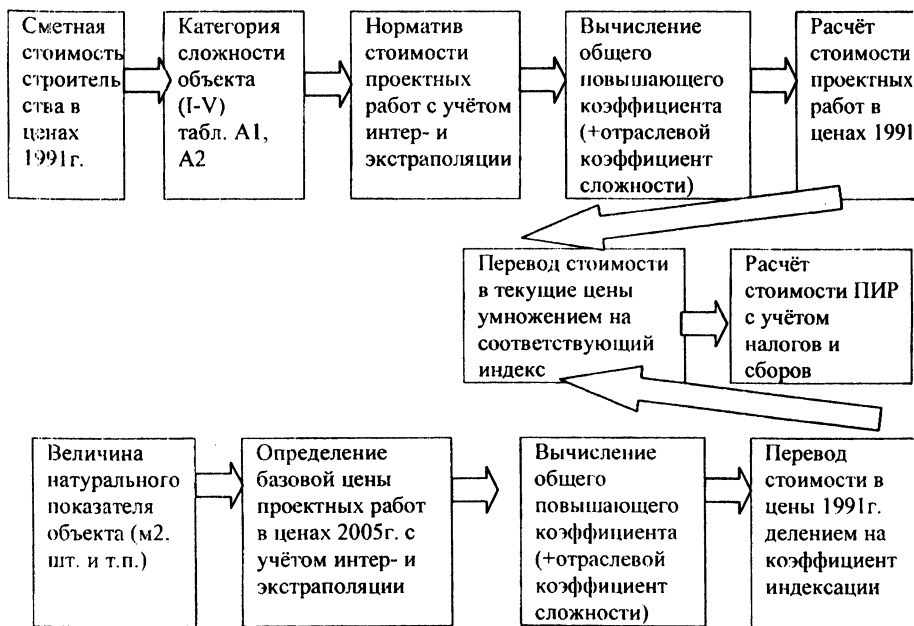 Сметная
стоимость
строитель
ства в
ценах
1991г.
Категория
сложности
объекта
(I-V)
табл. А1,
А2
Норматив
стоимости
проектных
работ с учётом
интер- и
экстраполяции
Вычисление
общего
повышающего
коэффициента
(+отраслевой
коэффициент
сложности)
Расчёт
стоимости
проектных
работ в
ценах 1991
Перевод стоимости
в текущие цены
умножением на
соответствующий
индекс
Расчёт
стоимости ПИР
с учётом
налогов и
сборов
Величина
натурального
показателя
объекта (м2.
шт. и т.п.)
Определение
базовой цены
проектных работ
в ценах 2005г. с
учётом интер- и
экстраполяции
Вычисление
общего
повышающего
коэффициента
(+отраслевой
коэффициент
сложности)
Перевод
стоимости в
цены 1991г.
делением на
коэффициент
индексации